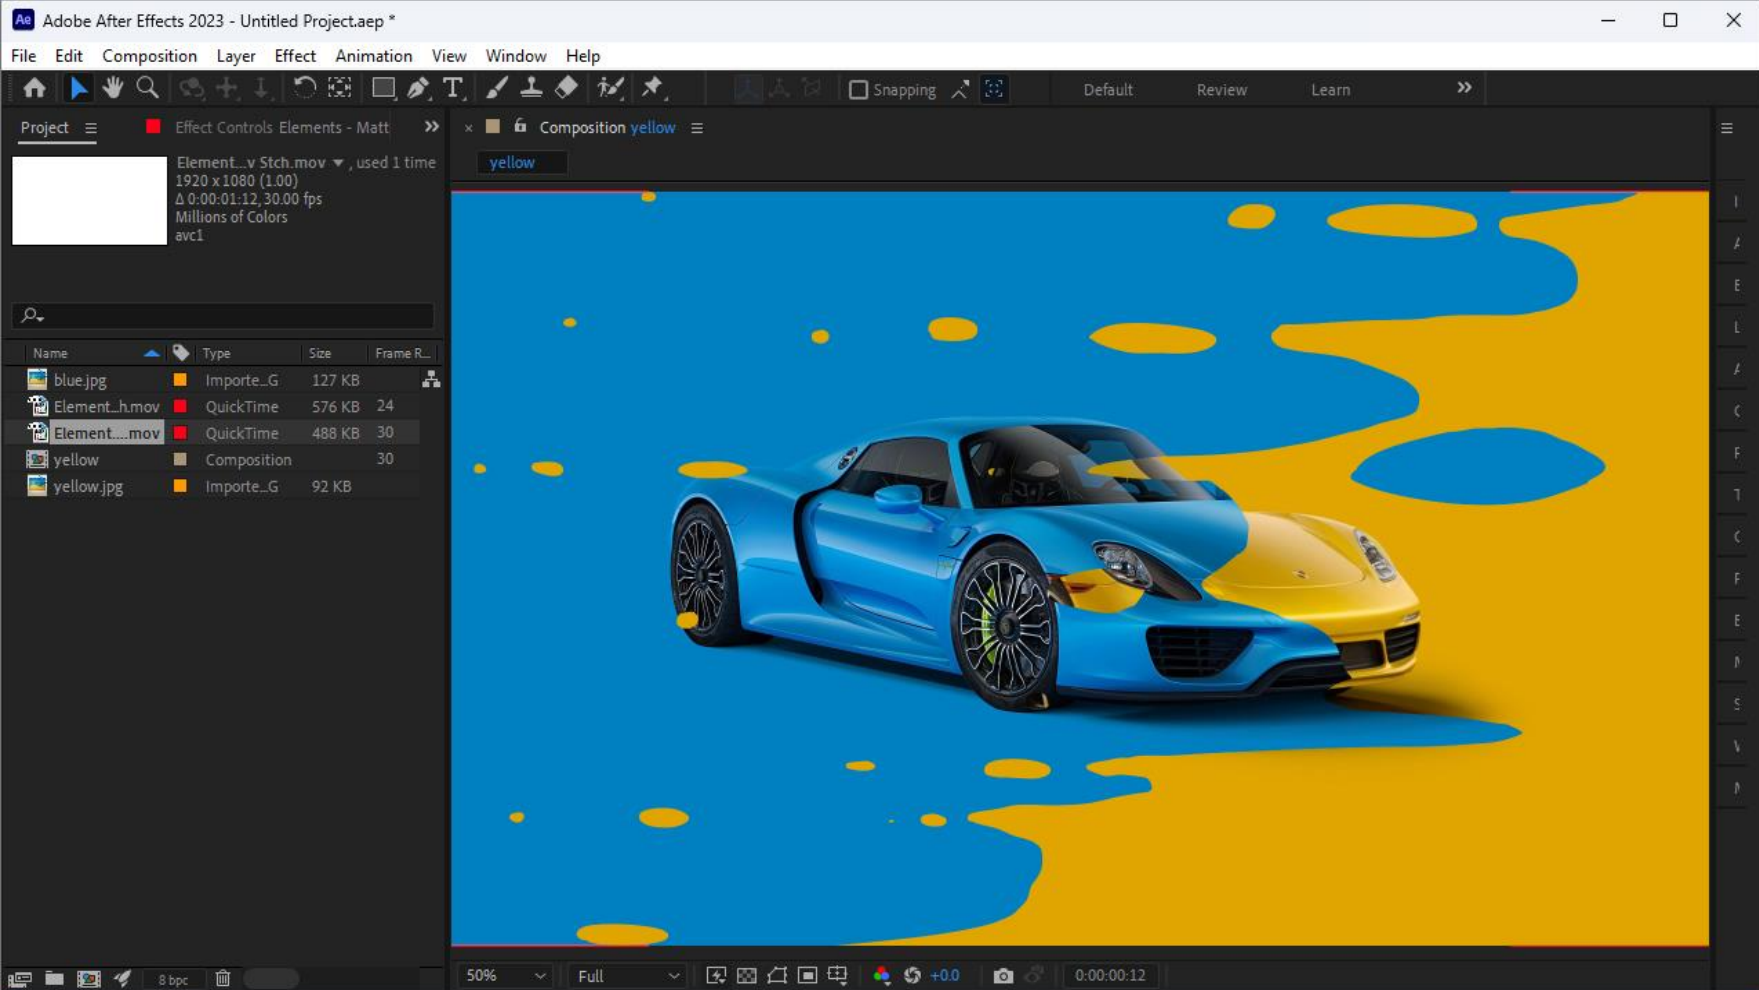 Ae Adobe After Effects 2023 - Untitled Project.aep *
File Edit Composition Layer Effect Animation View Window Help
Snapping Default Review Learn
Project Effect Controls Elements - Matt
Composition yellow
Element...v Stch.mov , used 1 time
1920 x 1080 (1.00)
Δ 0:00:01:12, 30.00 fps
Millions of Colors
avc1
yellow
Name Type Size Frame R...
blue.jpg Importe_G 127 KB
Element_h.mov QuickTime 576 KB 24
Element....mov QuickTime 488 KB 30
yellow Composition 30
yellow.jpg Importe_G 92 KB
8 bpc
50% Full +0.0 0:00:00:12